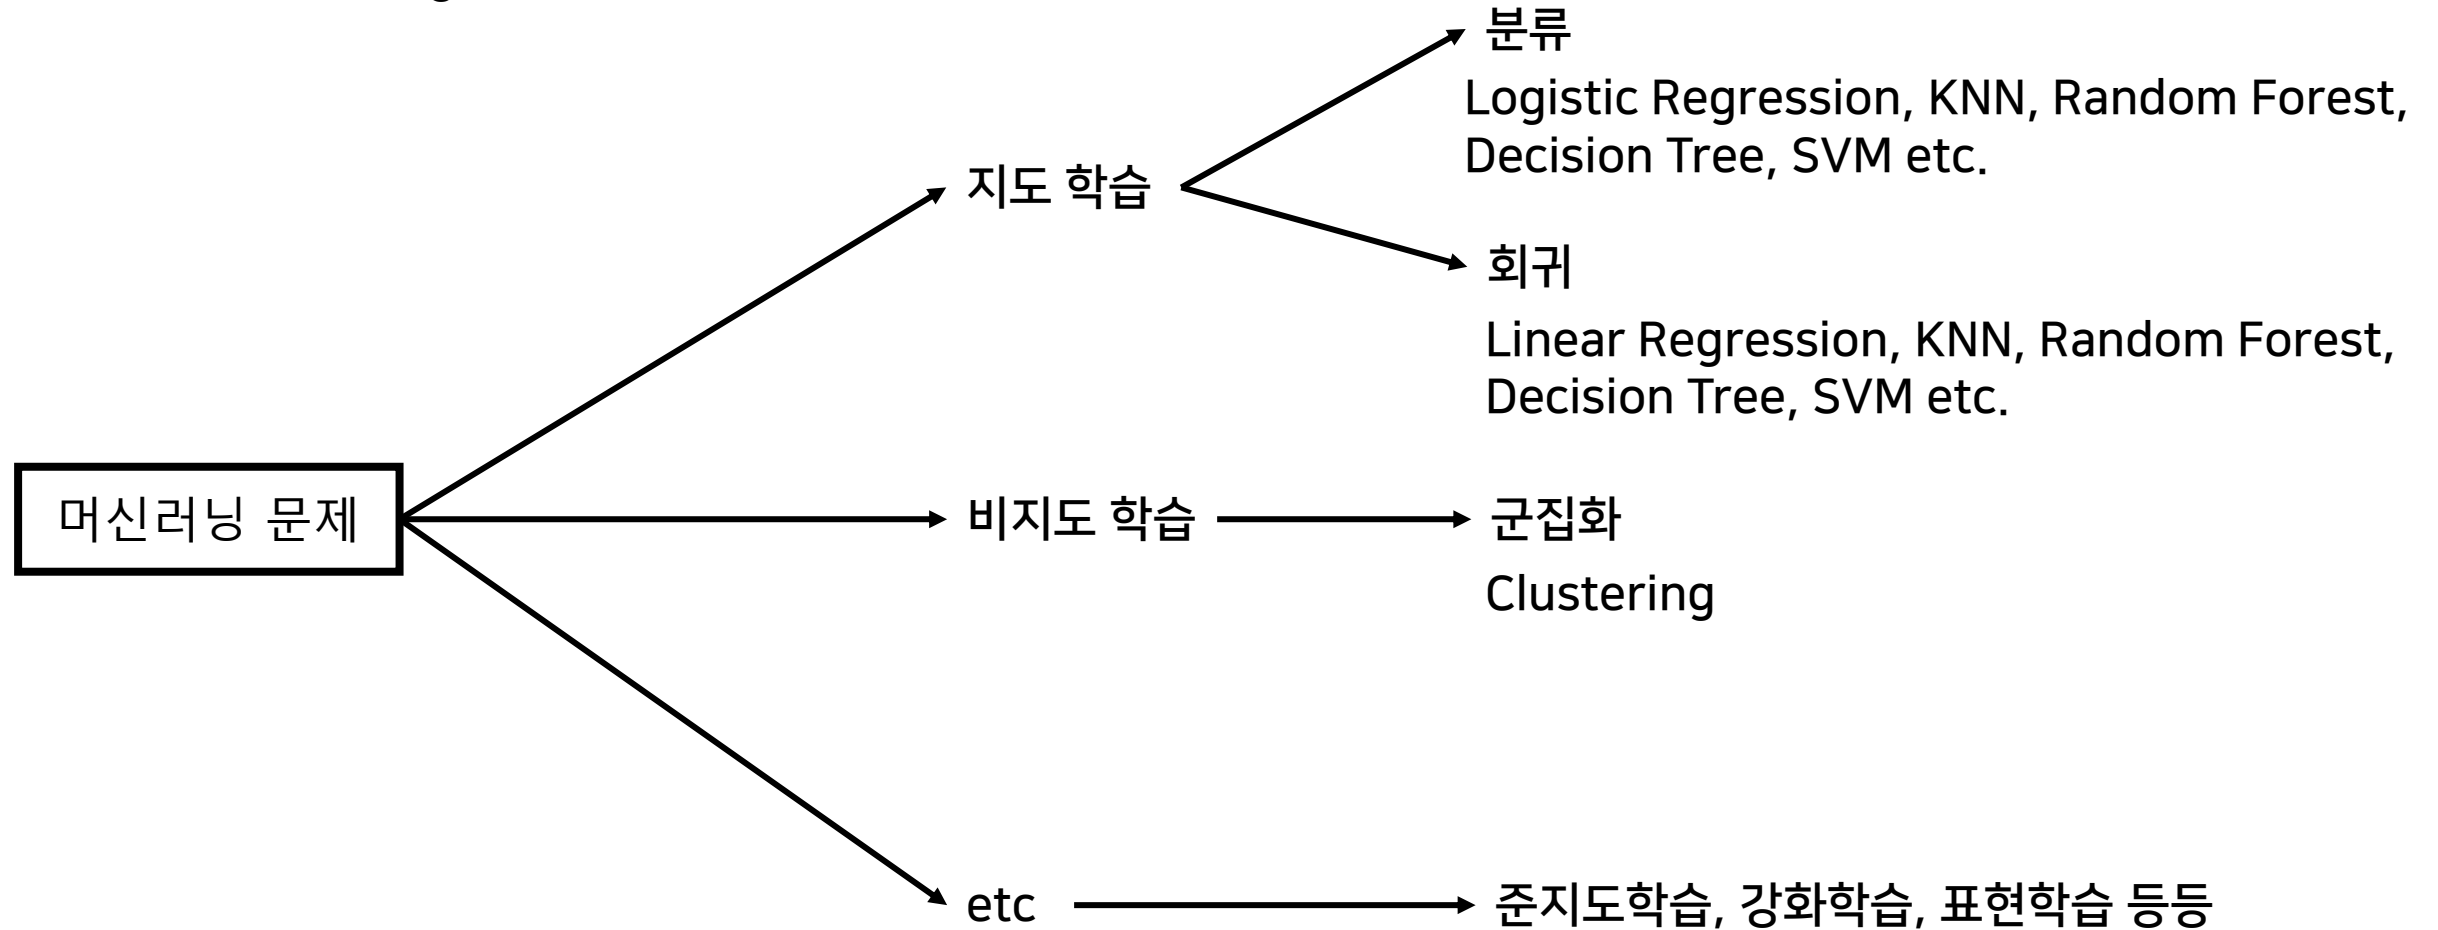 분류
Logistic Regression, KNN, Random Forest,
Decision Tree, SVM etc.
지도 학습
회귀
Linear Regression, KNN, Random Forest,
Decision Tree, SVM etc.
머신러닝 문제
비지도 학습
군집화
Clustering
etc
준지도학습, 강화학습, 표현학습 등등